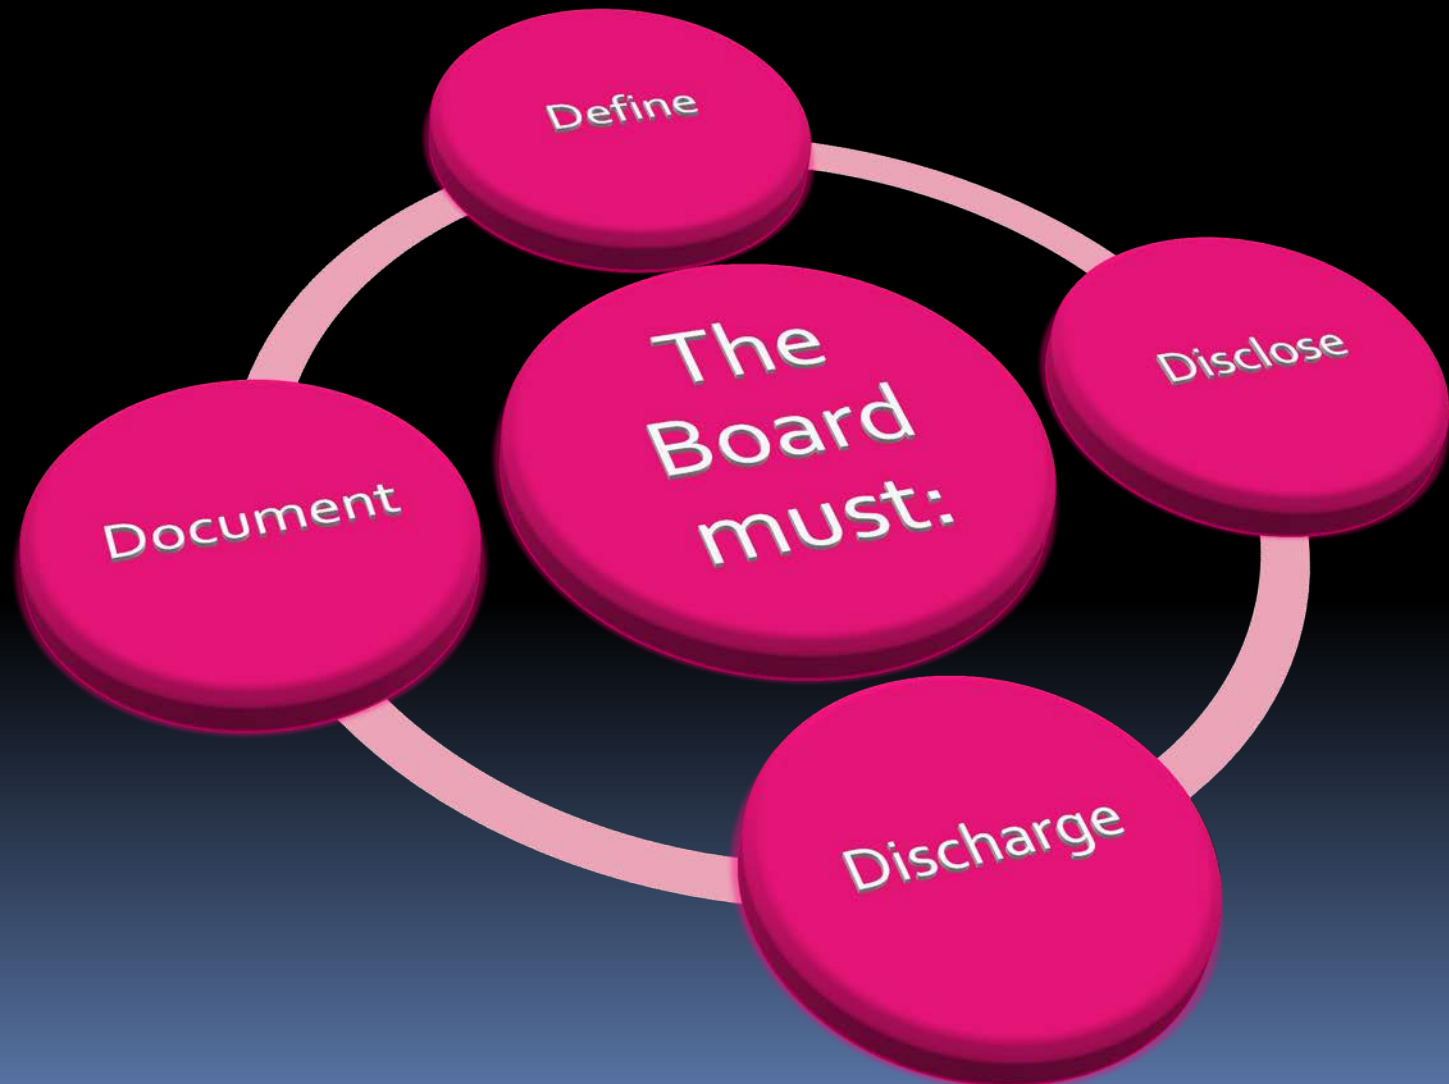 The
Board
must:
Define
Disclose
Discharge
Document